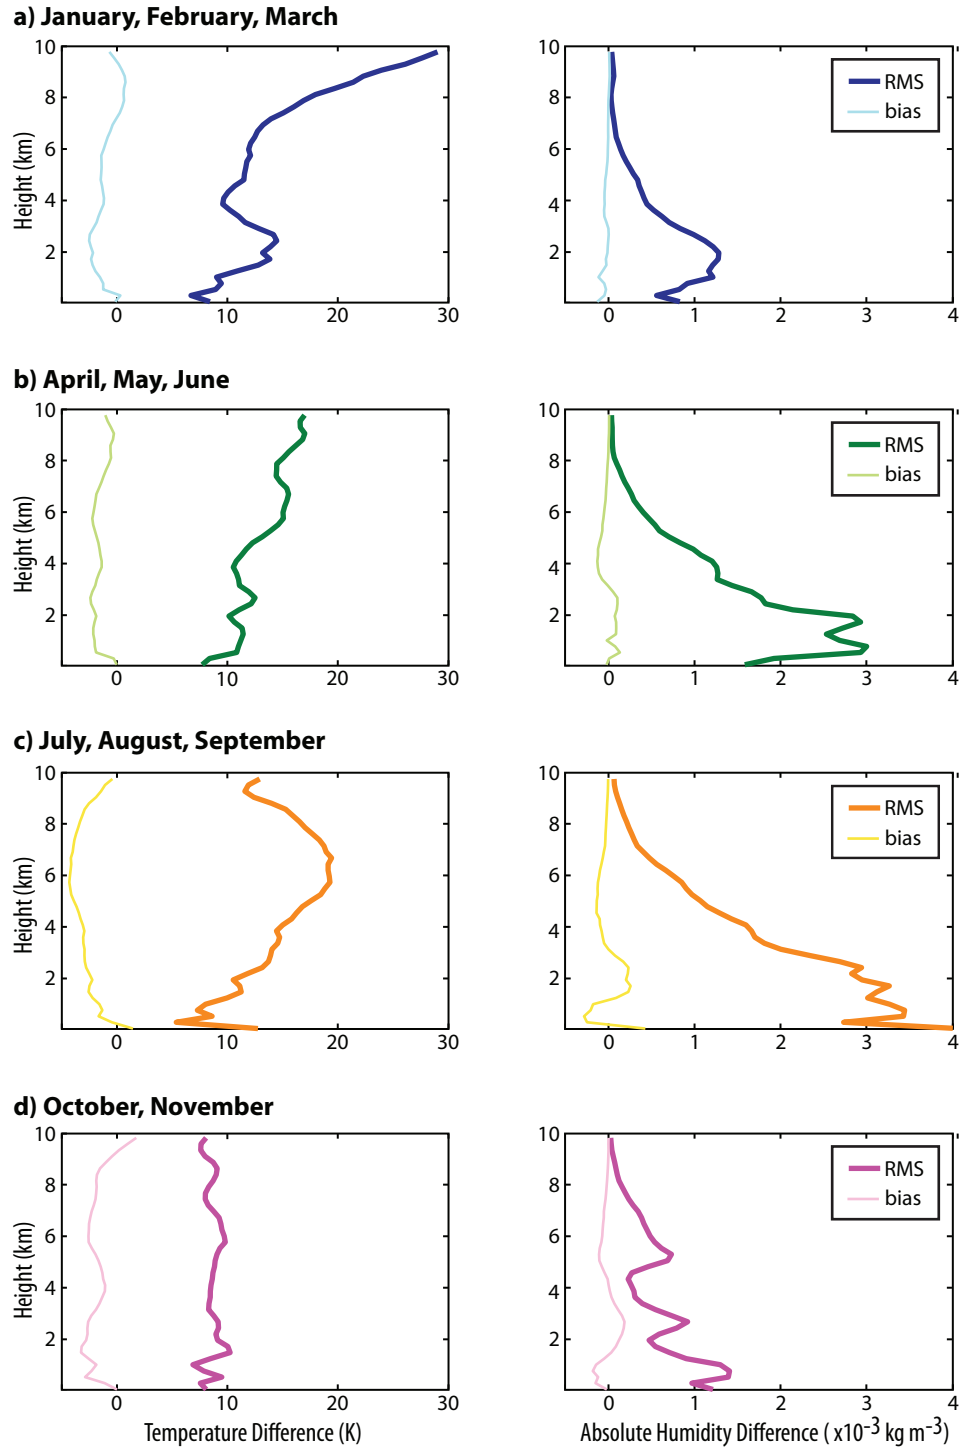 a) January, February, March
10
8
6
4
2
Height (km)
0 10 20 30
10
8
6
4
2
0 1 2 3 4
RMS
bias
b) April, May, June
10
8
6
4
2
Height (km)
0 10 20 30
10
8
6
4
2
0 1 2 3 4
RMS
bias
c) July, August, September
10
8
6
4
2
Height (km)
0 10 20 30
10
8
6
4
2
0 1 2 3 4
RMS
bias
d) October, November
10
8
6
4
2
Height (km)
0 10 20 30
Temperature Difference (K)
10
8
6
4
2
0 1 2 3 4
RMS
bias
Absolute Humidity Difference ( x10⁻³ kg m⁻³)